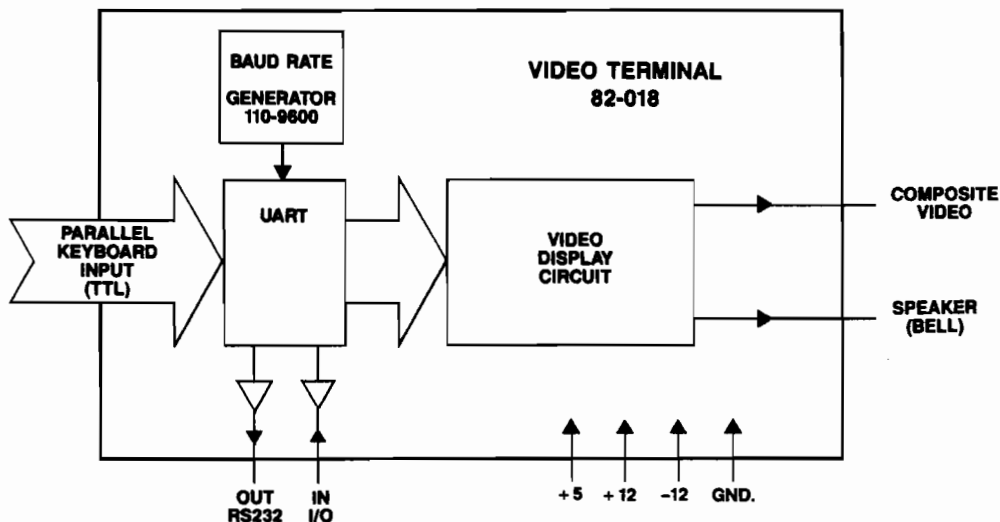 BAUD RATE
GENERATOR
110-9600
VIDEO TERMINAL
82-018
PARALLEL
KEYBOARD
INPUT
(TTL)
UART
VIDEO
DISPLAY
CIRCUIT
COMPOSITE
VIDEO
SPEAKER
(BELL)
OUT
RS232
IN
I/O
+5
+12
-12
GND.